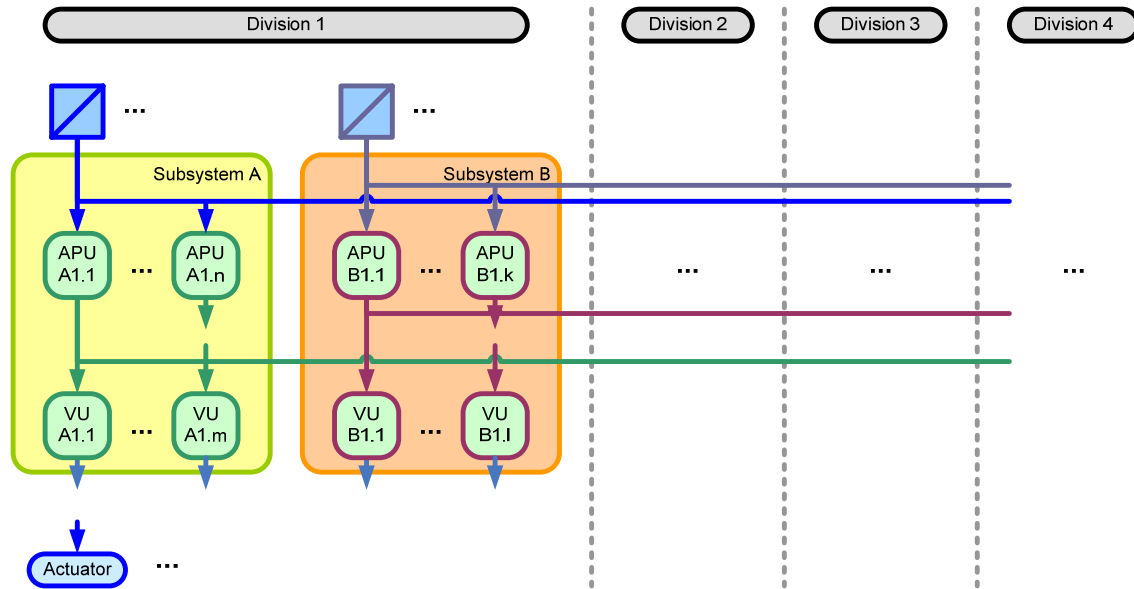 Division 1
Division 2
Division 3
Division 4
...
...
Subsystem A
Subsystem B
APU
A1.1
...
APU
A1.n
APU
B1.1
...
APU
B1.k
...
...
...
VU
A1.1
...
VU
A1.m
VU
B1.1
...
VU
B1.l
Actuator
...